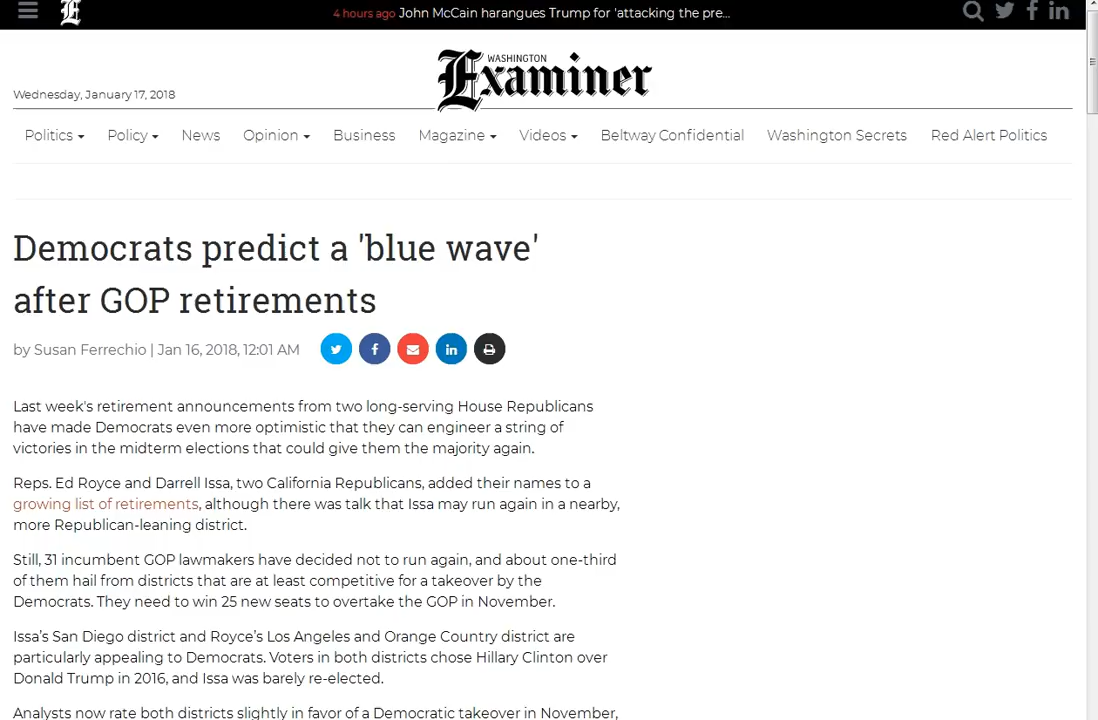 4 hours ago John McCain harangues Trump for 'attacking the pre...
WASHINGTON
Examiner
Wednesday, January 17, 2018
Politics Policy News Opinion Business Magazine Videos Beltway Confidential Washington Secrets Red Alert Politics
Democrats predict a 'blue wave'
after GOP retirements
by Susan Ferrechio | Jan 16, 2018, 12:01 AM
Last week's retirement announcements from two long-serving House Republicans
have made Democrats even more optimistic that they can engineer a string of
victories in the midterm elections that could give them the majority again.
Reps. Ed Royce and Darrell Issa, two California Republicans, added their names to a
growing list of retirements, although there was talk that Issa may run again in a nearby,
more Republican-leaning district.
Still, 31 incumbent GOP lawmakers have decided not to run again, and about one-third
of them hail from districts that are at least competitive for a takeover by the
Democrats. They need to win 25 new seats to overtake the GOP in November.
Issa’s San Diego district and Royce’s Los Angeles and Orange Country district are
particularly appealing to Democrats. Voters in both districts chose Hillary Clinton over
Donald Trump in 2016, and Issa was barely re-elected.
Analysts now rate both districts slightly in favor of a Democratic takeover in November,